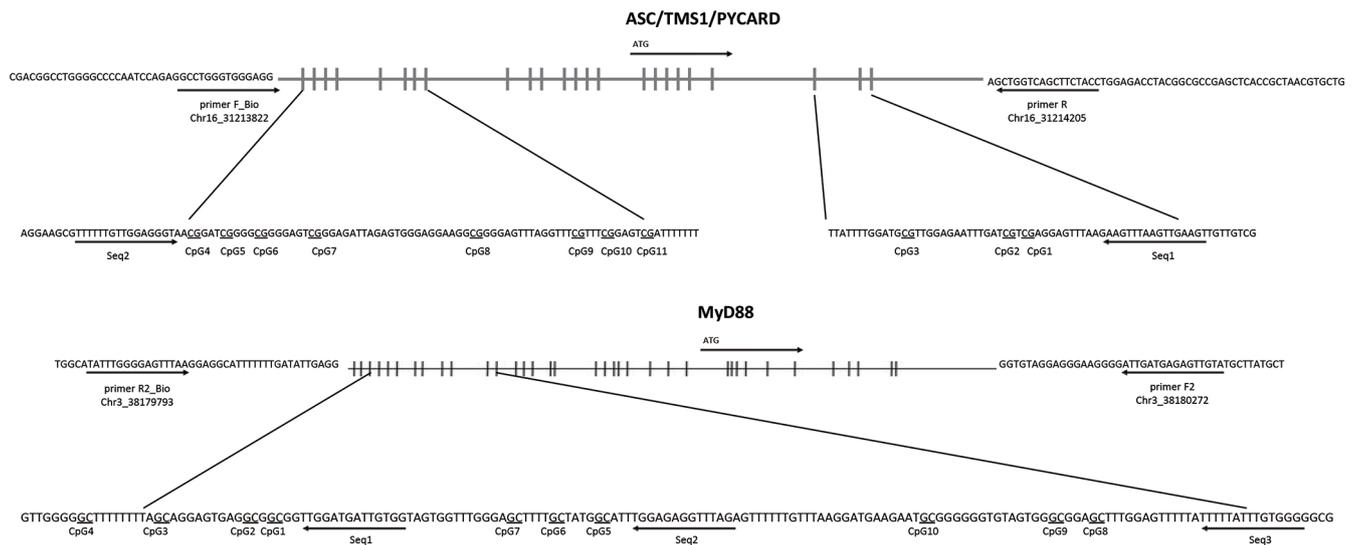 ASC/TMS1/PYCARD
ATG
CGACGGCCTGGGGCCCCAATCCAGAGGCCTGGGTGGGAGG
AGCTGGTCAGCTTCTACCTGGAGACCTACGGCGCCGAGCTCACCGCTAACGTGCTG
primer F_Bio
Chr16_31213822
primer R
Chr16_31214205
AGGAAGCGTTTTTTGTTGGAGGGTAACGGATCGGGGCGGGGAGTCGGGAGATTAGAGTGGGAGGAAGGCGGGGAGTTTAGGTTTCGTTTCGGAGTCGATTTTTTT
TTATTTTGGATGCGTTGGAGAATTTGATCGTCGAGGAGTTTAAGAAGTTTAAGTTGAAGTTGTTGTCG
Seq2 CpG4 CpG5 CpG6 CpG7 CpG8 CpG9 CpG10 CpG11
CpG3 CpG2 CpG1 Seq1
MyD88
ATG
TGGCATATTTGGGGAGTTTAAGGAGGCATTTTTTTGATATTGAGG
GGTGTAGGAGGGAAGGGGATTGATGAGAGTTGTATGCTTATGCT
primer R2_Bio
Chr3_38179793
primer F2
Chr3_38180272
GTTGGGGGGCTTTTTTTTAGCAGGAGTGAGGCGGCGGTTGGATGATTGTGGTAGTGGTTTGGGAGCTTTTGCTATGGCATTTGGAGAGGTTTAGAGTTTTTTGTTTAAGGATGAAGAATGCGGGGGGTGTAGTGGGCGGAGCTTTGGAGTTTTTATTTTTATTTGTGGGGGCG
CpG4 CpG3 CpG2 CpG1 Seq1 CpG7 CpG6 CpG5 Seq2 CpG10 CpG9 CpG8 Seq3